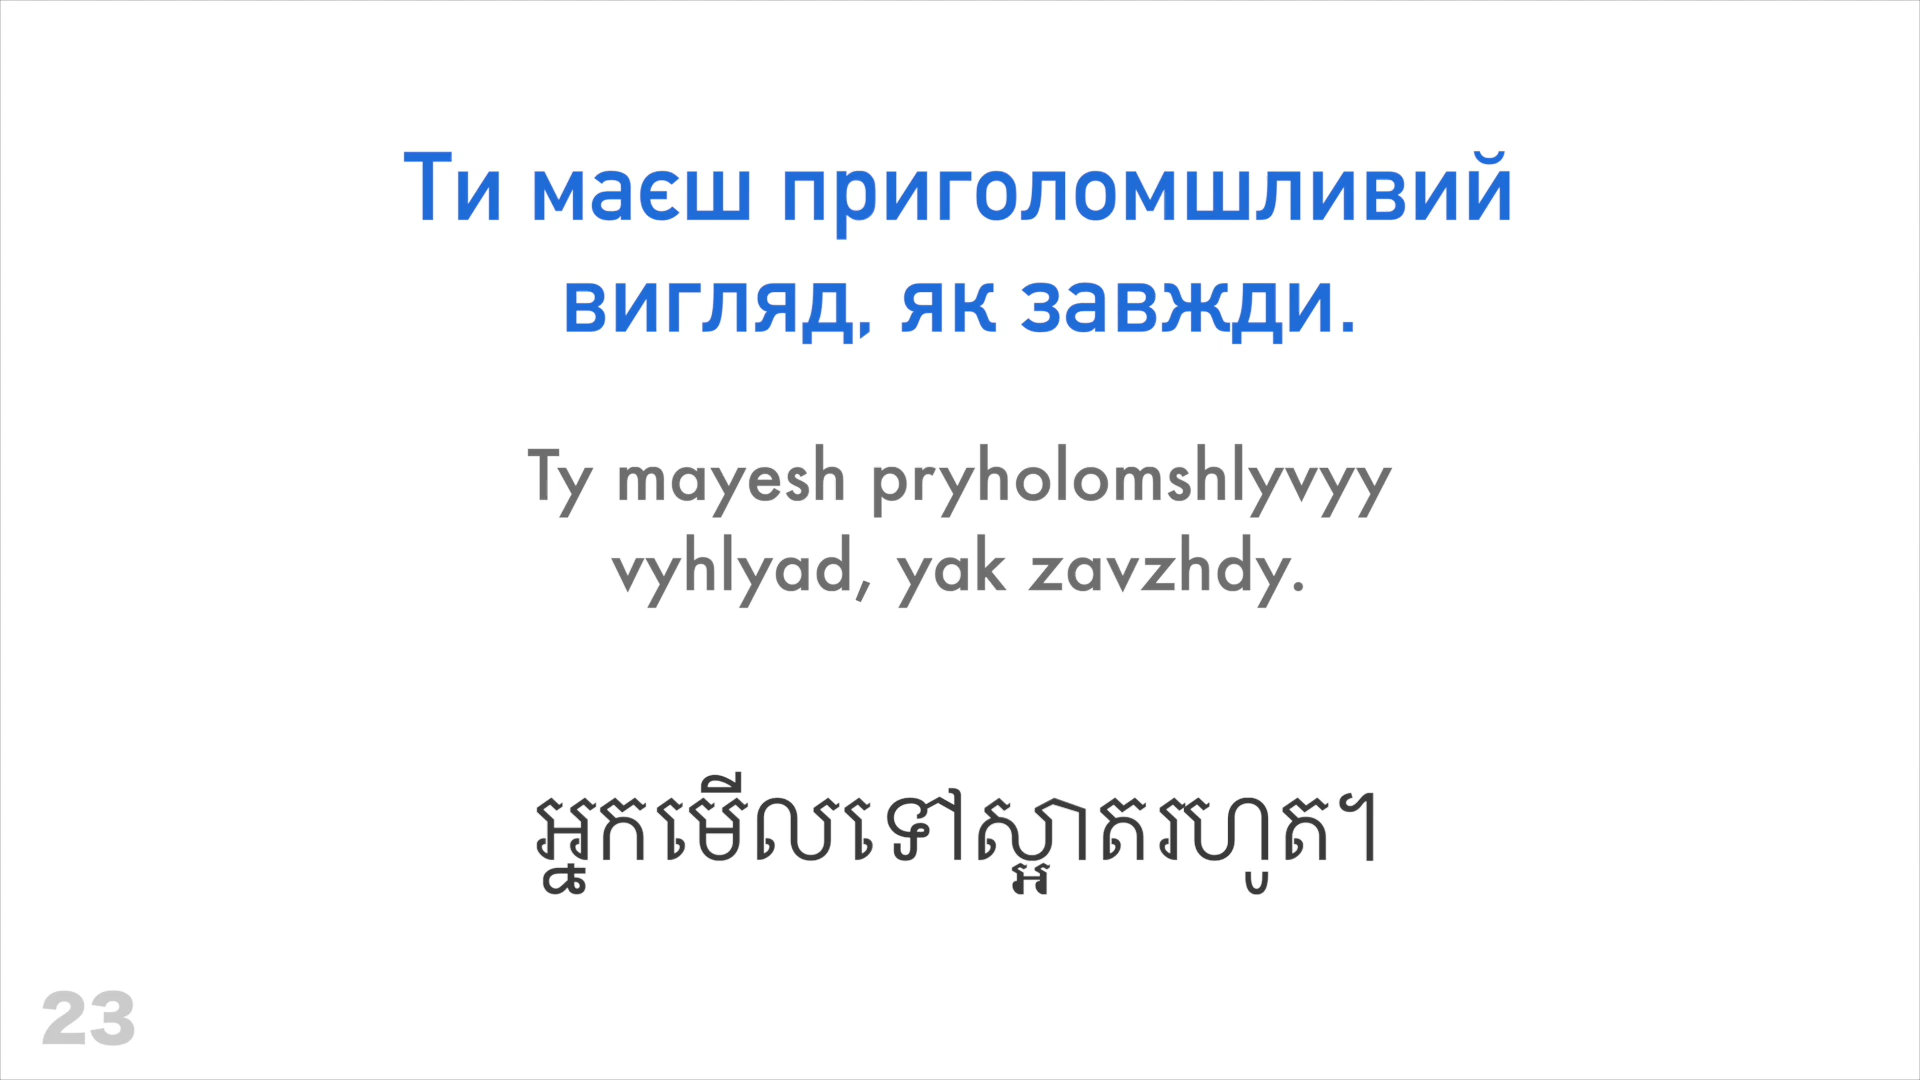 Ти маєш приголомшливий
вигляд, як завжди.
Ty mayesh pryholomshlyvyy
vyhlyad, yak zavzhdy.
អ្នកមើលទៅស្អាតរហូត។
23